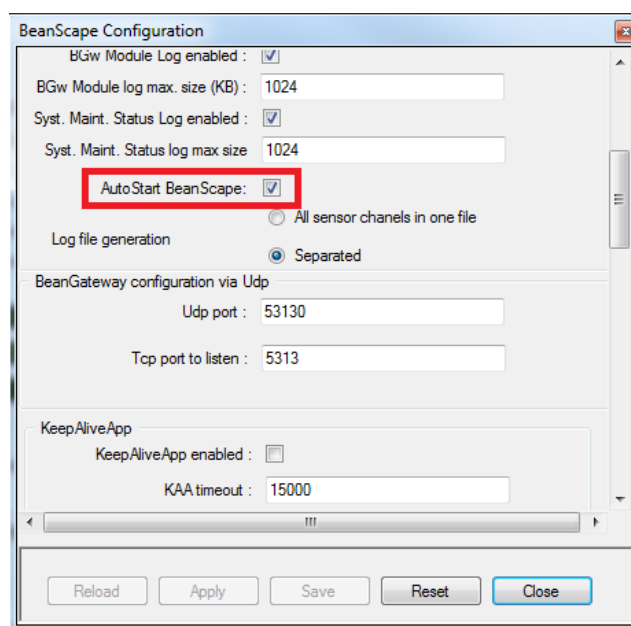 BeanScape Configuration
BGw Module Log enabled :
BGw Module log max. size (KB) : 1024
Syst. Maint. Status Log enabled :
Syst. Maint. Status log max size 1024
AutoStart BeanScape:
All sensor chanels in one file
Log file generation
Separated
BeanGateway configuration via Udp
Udp port : 53130
Tcp port to listen : 5313
KeepAliveApp
KeepAliveApp enabled :
KAA timeout : 15000
Reload Apply Save Reset Close